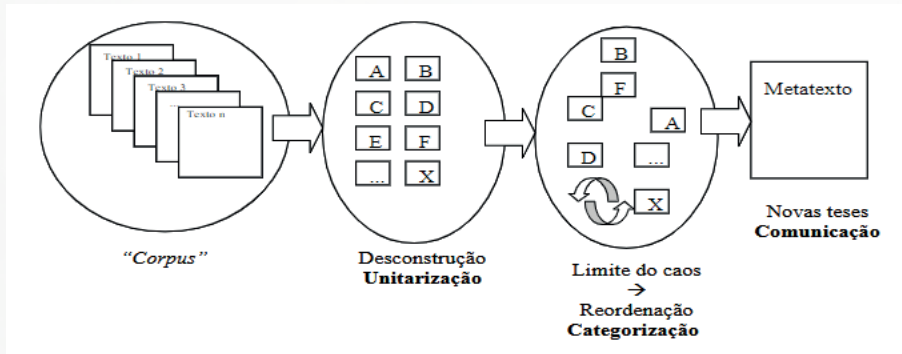 Texto 1
Texto 2
Texto 3
...
Texto n
"Corpus"
A B
C D
E F
... X
Desconstrução
Unitarização
B
F
C
A
D ...
X
Limite do caos
→
Reordenação
Categorização
Metatexto
Novas teses
Comunicação